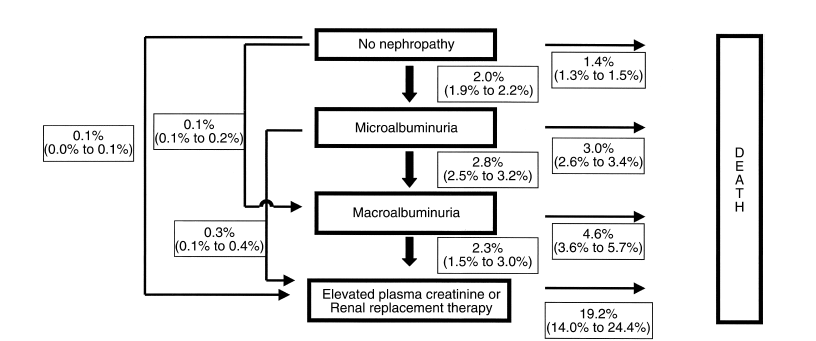 No nephropathy
1.4%
(1.3% to 1.5%)
2.0%
(1.9% to 2.2%)
0.1%
(0.0% to 0.1%)
0.1%
(0.1% to 0.2%)
Microalbuminuria
3.0%
(2.6% to 3.4%)
2.8%
(2.5% to 3.2%)
Macroalbuminuria
4.6%
(3.6% to 5.7%)
0.3%
(0.1% to 0.4%)
2.3%
(1.5% to 3.0%)
Elevated plasma creatinine or
Renal replacement therapy
19.2%
(14.0% to 24.4%)
D
E
A
T
H